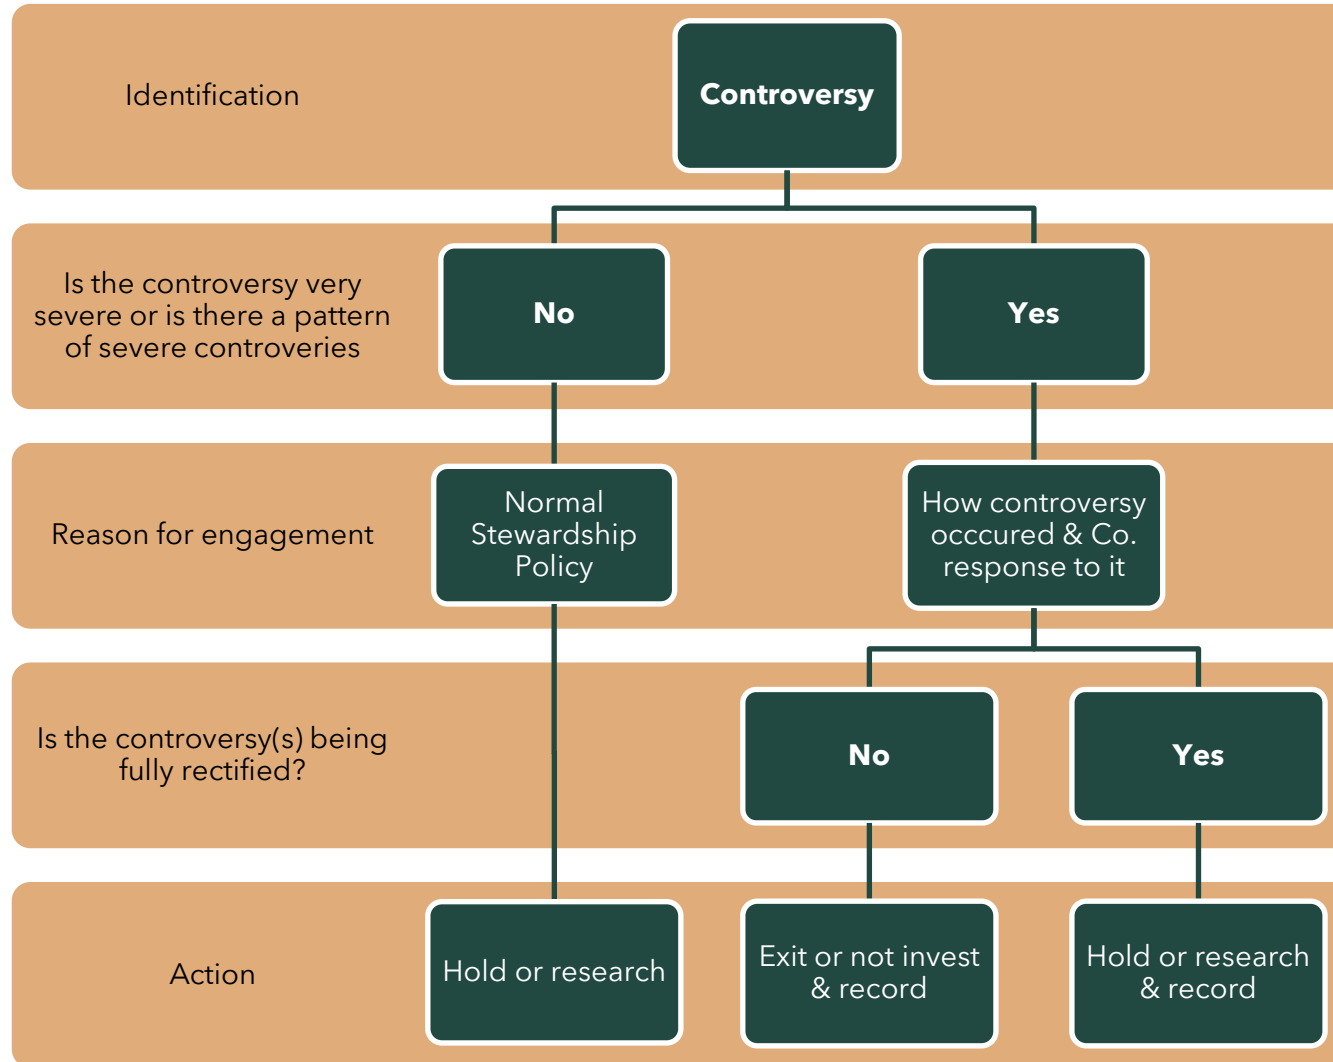 Identification
Controversy
Is the controversy very
severe or is there a pattern
of severe controveries
No
Yes
Reason for engagement
Normal
Stewardship
Policy
How controversy
occcured & Co.
response to it
Is the controversy(s) being
fully rectified?
No
Yes
Action
Hold or research
Exit or not invest
& record
Hold or research
& record